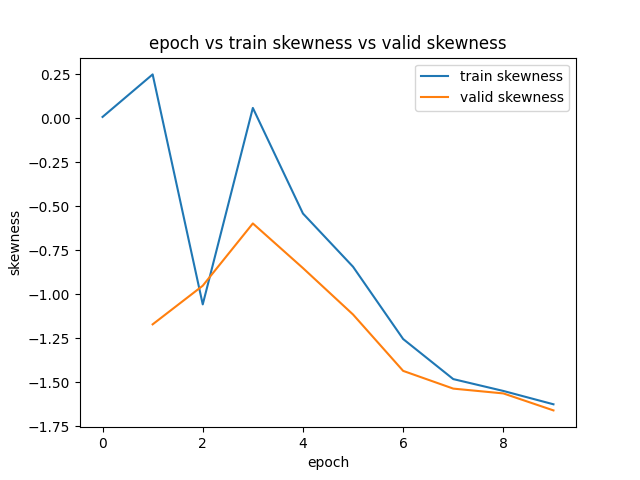 epoch vs train skewness vs valid skewness
train skewness
valid skewness
0.25
0.00
−0.25
−0.50
−0.75
−1.00
−1.25
−1.50
−1.75
skewness
0 2 4 6 8
epoch